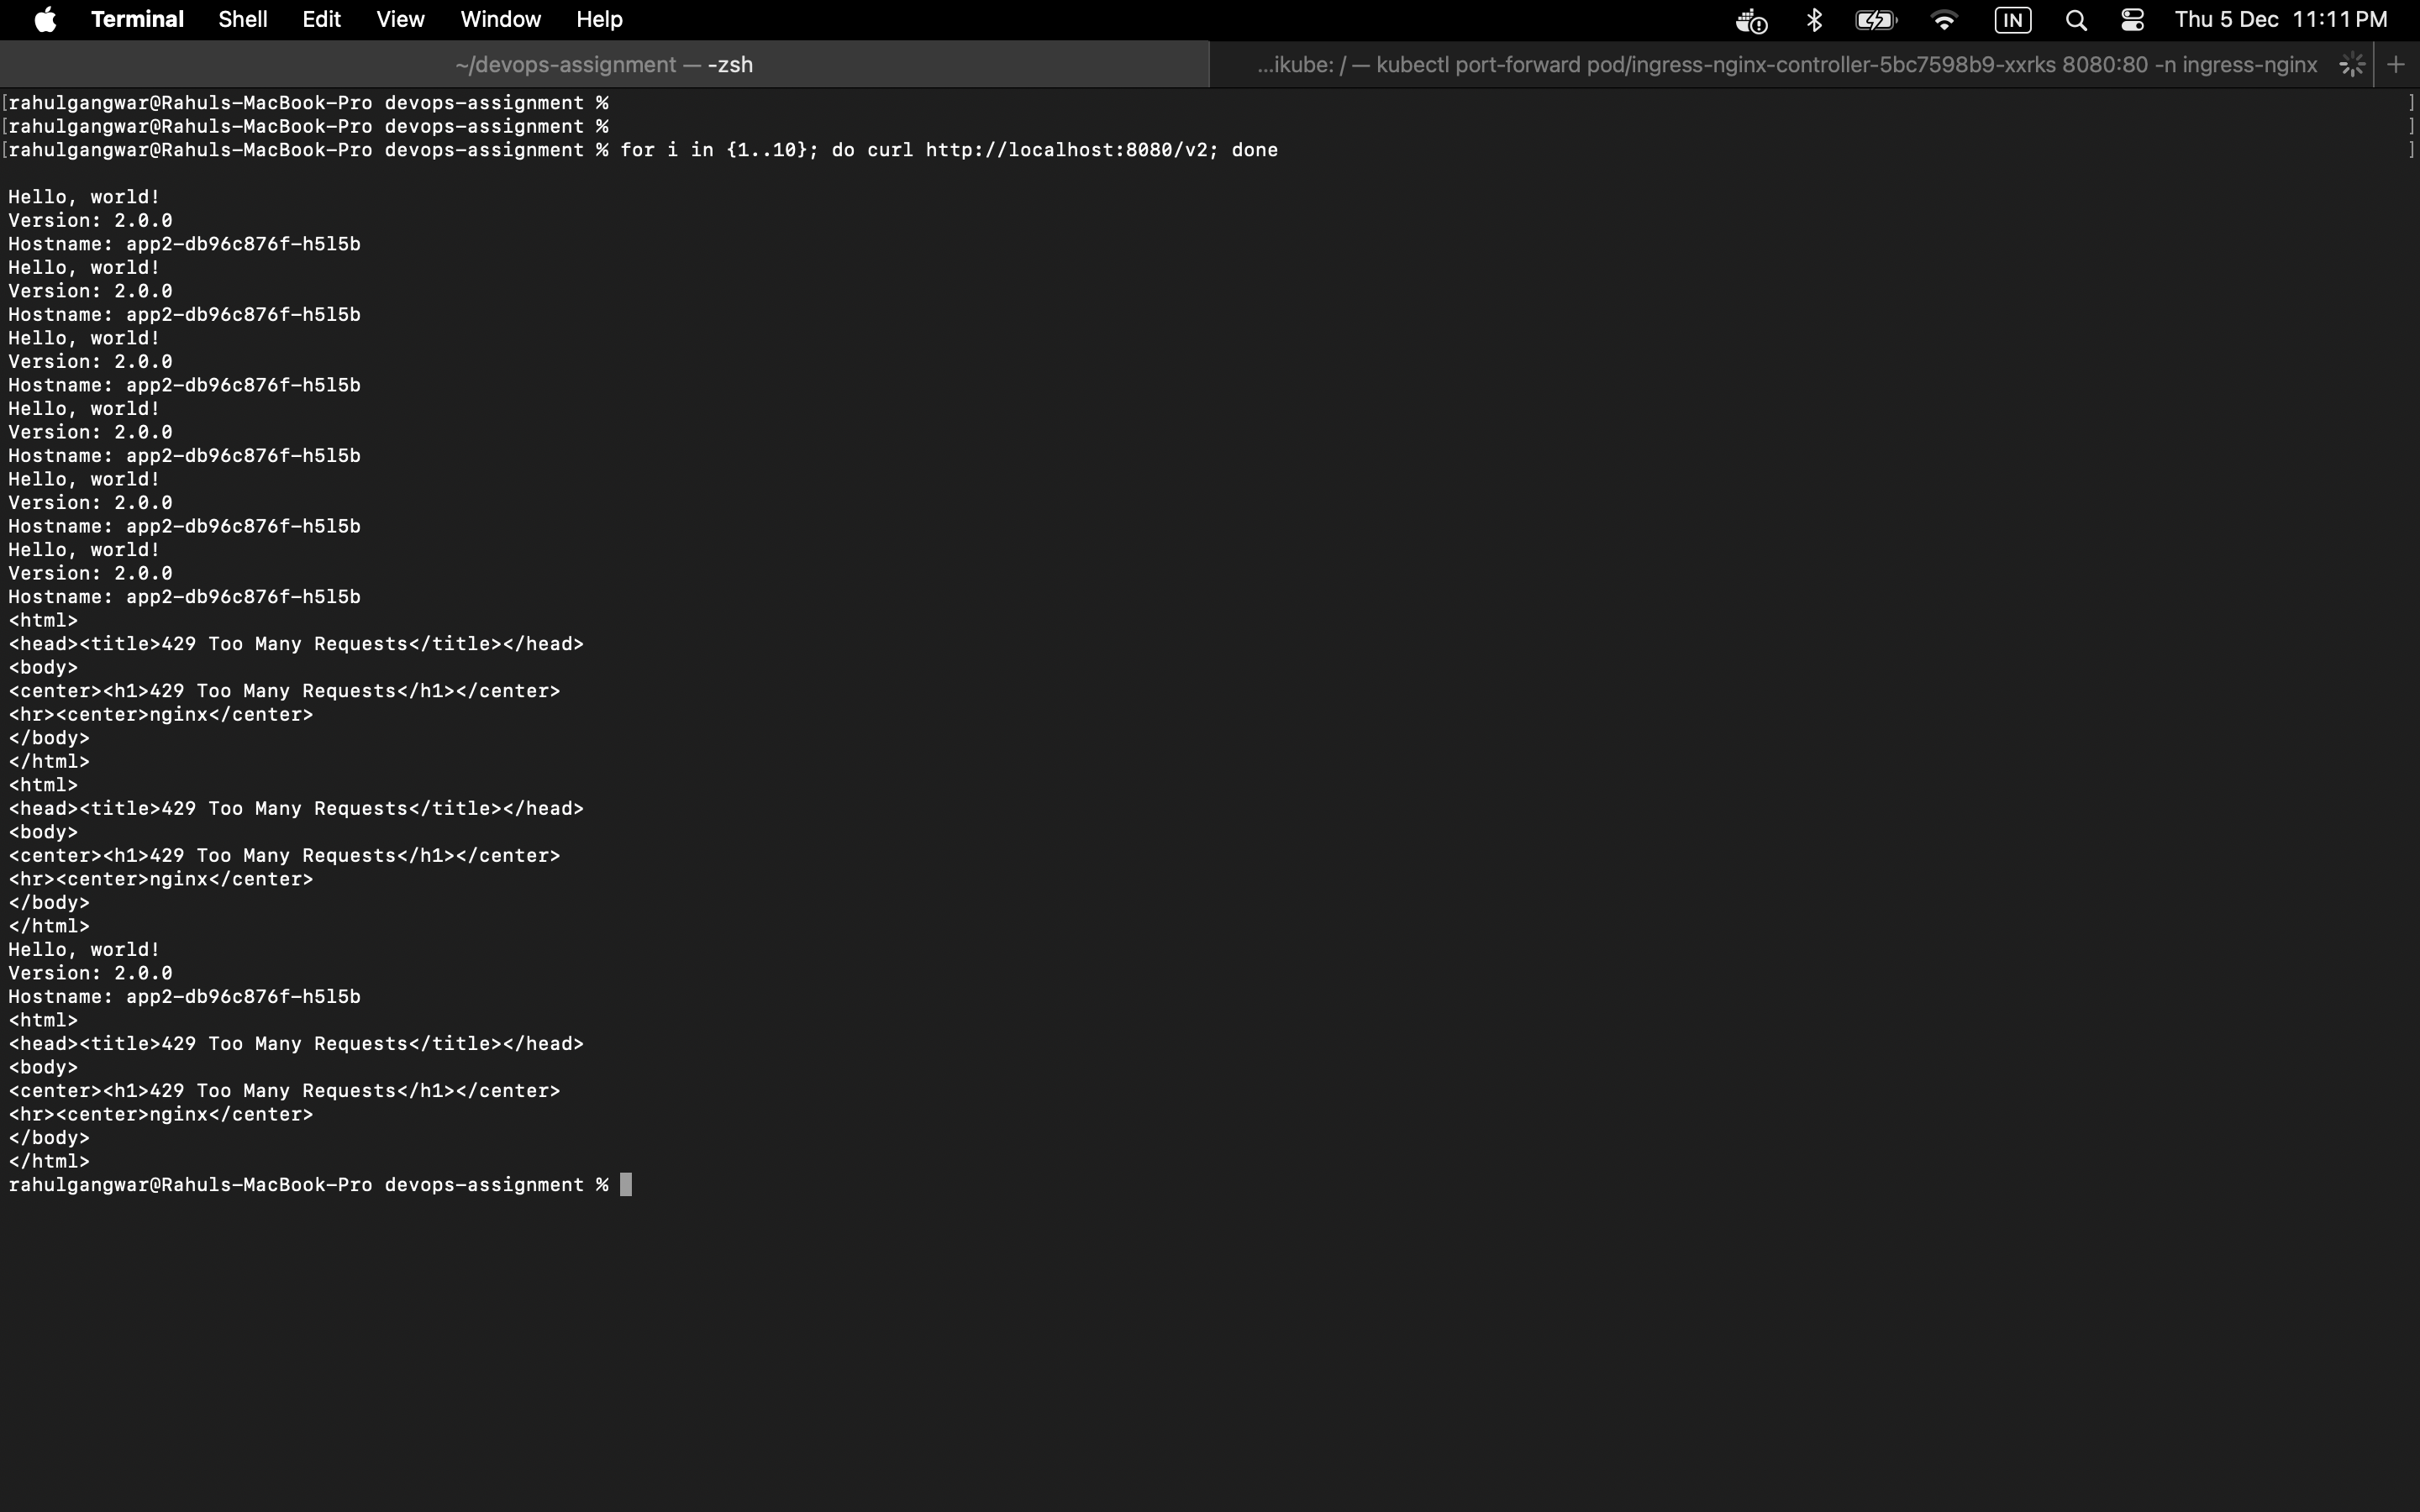 Terminal Shell Edit View Window Help IN Thu 5 Dec 11:11 PM
~/devops-assignment — -zsh ...ikube: / — kubectl port-forward pod/ingress-nginx-controller-5bc7598b9-xxrks 8080:80 -n ingress-nginx +
[rahulgangwar@Rahuls-MacBook-Pro devops-assignment % ]
[rahulgangwar@Rahuls-MacBook-Pro devops-assignment % ]
[rahulgangwar@Rahuls-MacBook-Pro devops-assignment % for i in {1..10}; do curl http://localhost:8080/v2; done ]
Hello, world!
Version: 2.0.0
Hostname: app2-db96c876f-h5l5b
Hello, world!
Version: 2.0.0
Hostname: app2-db96c876f-h5l5b
Hello, world!
Version: 2.0.0
Hostname: app2-db96c876f-h5l5b
Hello, world!
Version: 2.0.0
Hostname: app2-db96c876f-h5l5b
Hello, world!
Version: 2.0.0
Hostname: app2-db96c876f-h5l5b
Hello, world!
Version: 2.0.0
Hostname: app2-db96c876f-h5l5b
<html>
<head><title>429 Too Many Requests</title></head>
<body>
<center><h1>429 Too Many Requests</h1></center>
<hr><center>nginx</center>
</body>
</html>
<html>
<head><title>429 Too Many Requests</title></head>
<body>
<center><h1>429 Too Many Requests</h1></center>
<hr><center>nginx</center>
</body>
</html>
Hello, world!
Version: 2.0.0
Hostname: app2-db96c876f-h5l5b
<html>
<head><title>429 Too Many Requests</title></head>
<body>
<center><h1>429 Too Many Requests</h1></center>
<hr><center>nginx</center>
</body>
</html>
rahulgangwar@Rahuls-MacBook-Pro devops-assignment %